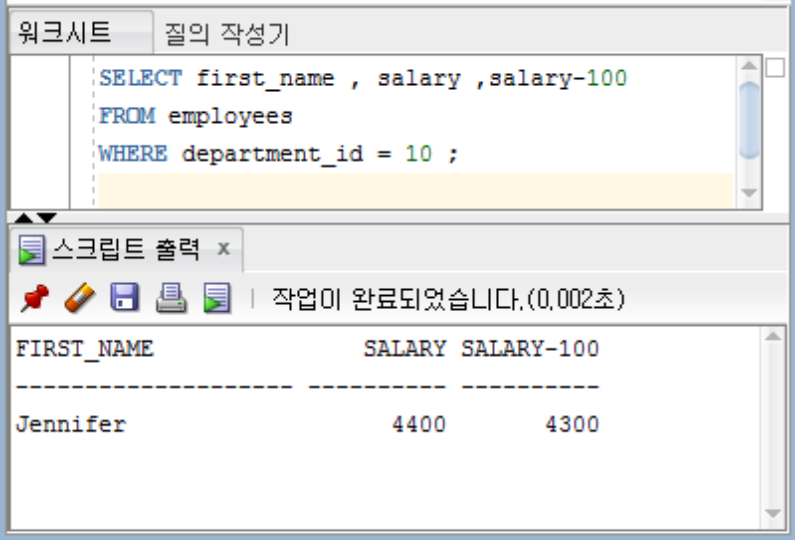 워크시트 질의 작성기
SELECT first_name , salary ,salary-100
FROM employees
WHERE department_id = 10 ;
스크립트 출력 x
작업이 완료되었습니다.(0,002초)
FIRST_NAME SALARY SALARY-100
-------------------- ---------- ----------
Jennifer 4400 4300